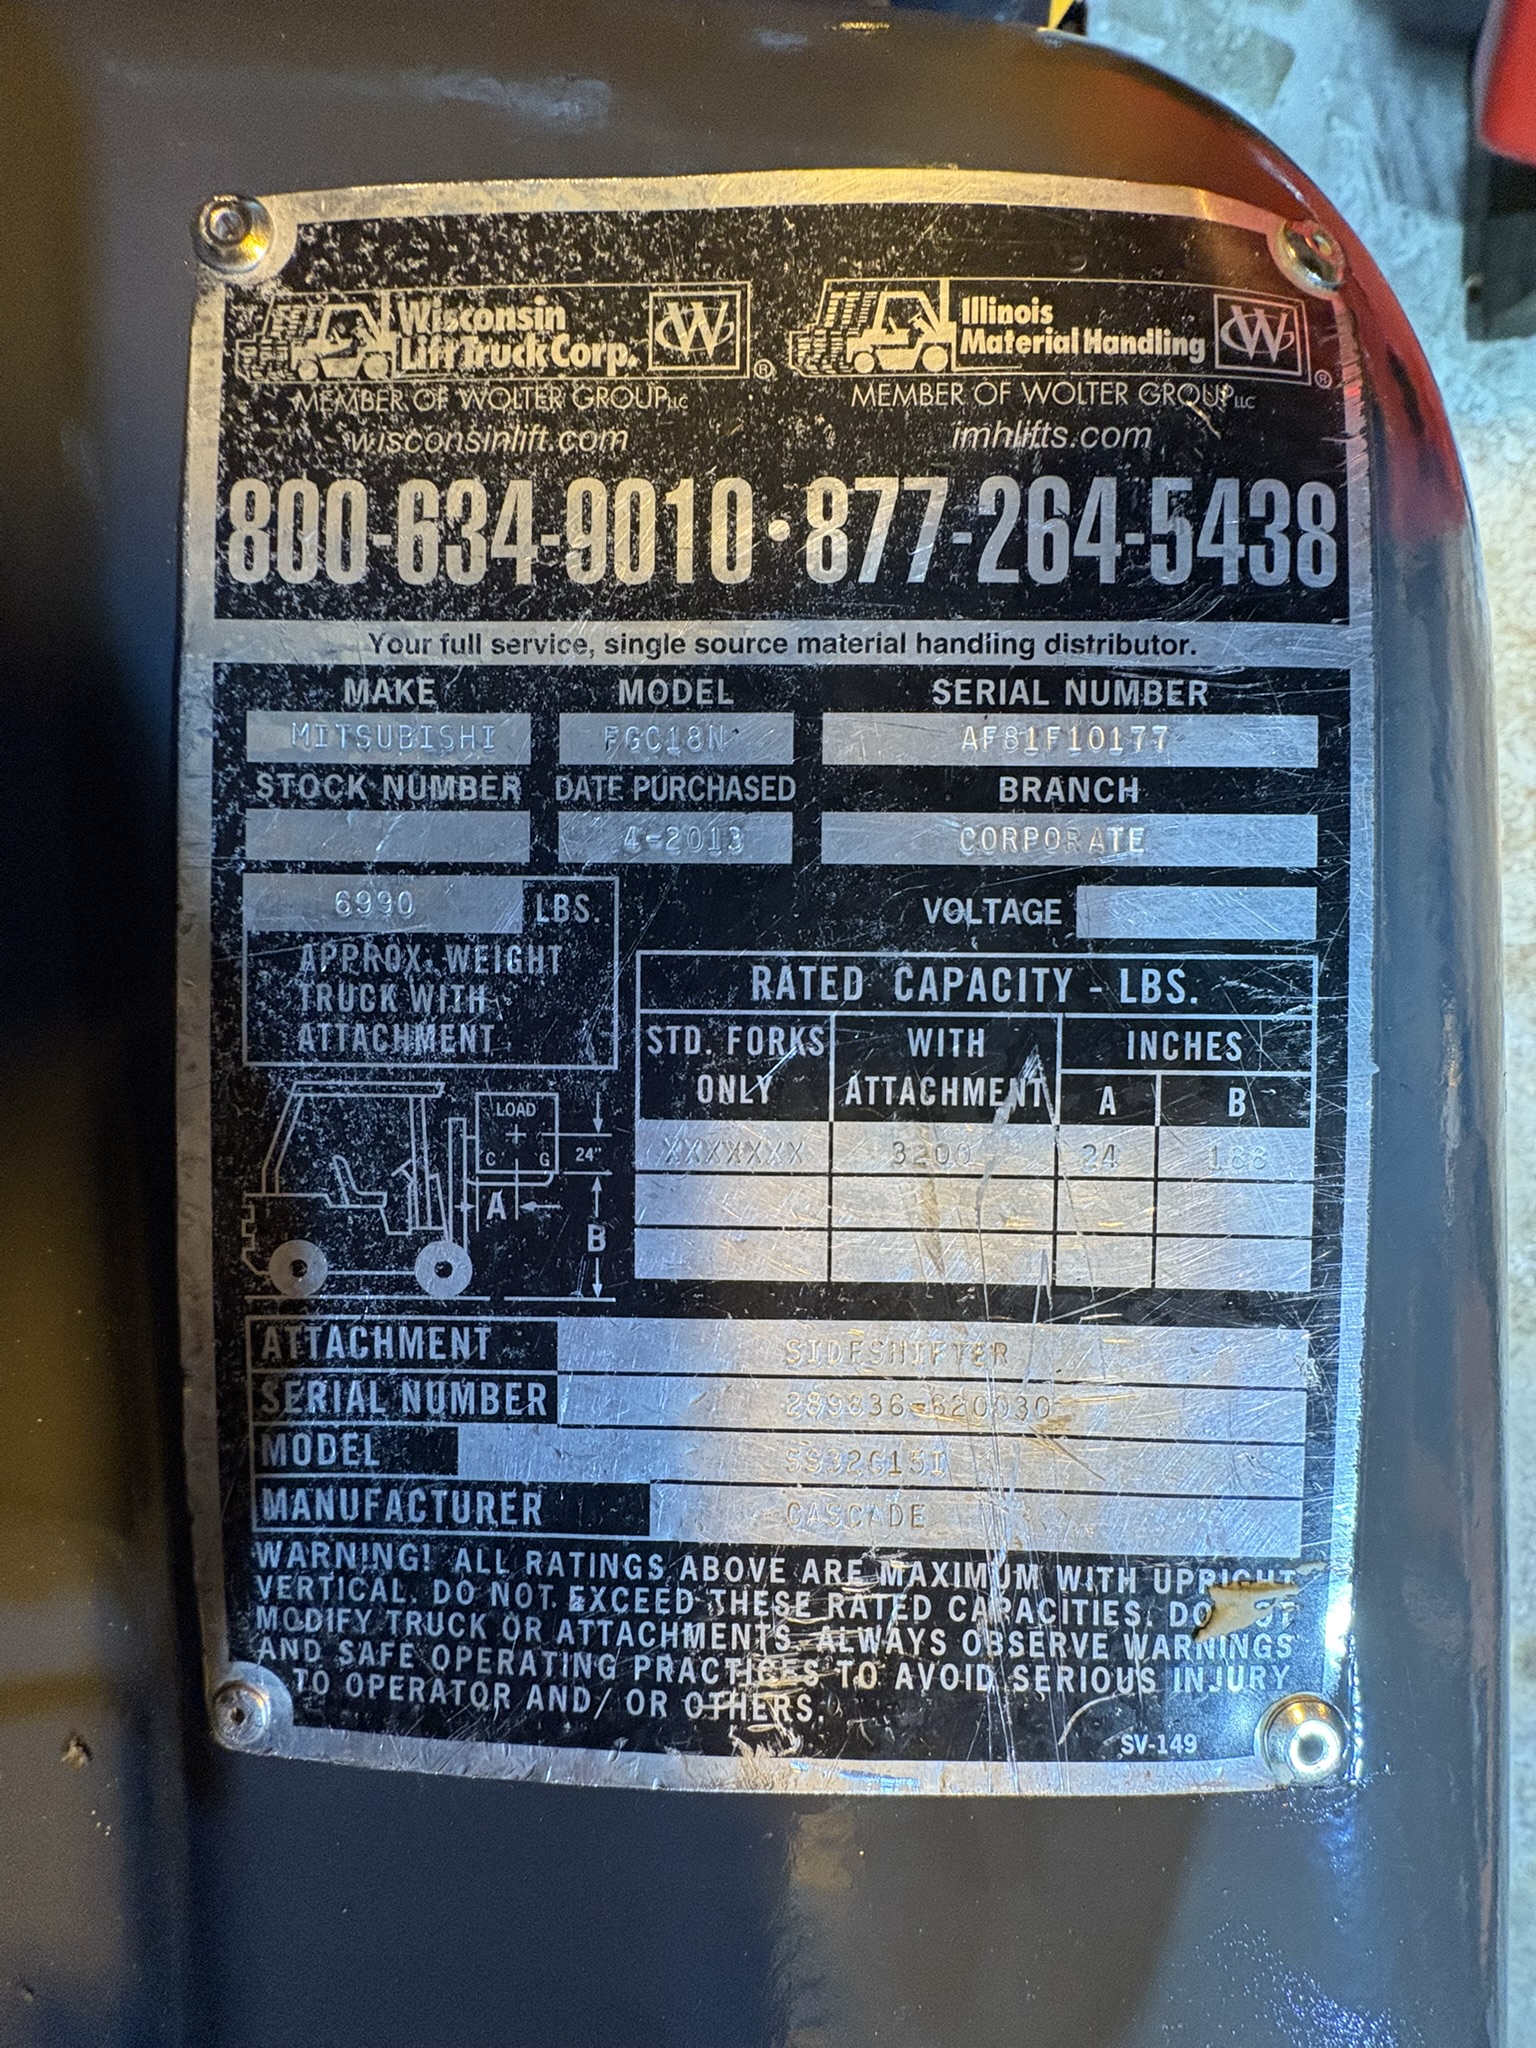 Wisconsin
Lift Truck Corp. W ®
MEMBER OF WOLTER GROUP LLC
wisconsinlift.com
Illinois
Material Handling W ®
MEMBER OF WOLTER GROUP LLC
imhlifts.com
800-634-9010 • 877-264-5438
Your full service, single source material handling distributor.
MAKE MODEL SERIAL NUMBER
MITSUBISHI FGC18N AF81F10177
STOCK NUMBER DATE PURCHASED BRANCH
4-2013 CORPORATE
6990 LBS.
APPROX. WEIGHT
TRUCK WITH
ATTACHMENT
VOLTAGE
RATED CAPACITY - LBS.
STD. FORKS ONLY WITH ATTACHMENT INCHES
A B
XXXXXXX 3200 24 188
LOAD
C G 24"
A
B
ATTACHMENT SIDESHIFTER
SERIAL NUMBER 289836-620030
MODEL SS32G15I
MANUFACTURER CASCADE
WARNING! ALL RATINGS ABOVE ARE MAXIMUM WITH UPRIGHT
VERTICAL. DO NOT EXCEED THESE RATED CAPACITIES. DO NOT
MODIFY TRUCK OR ATTACHMENTS. ALWAYS OBSERVE WARNINGS
AND SAFE OPERATING PRACTICES TO AVOID SERIOUS INJURY
TO OPERATOR AND/ OR OTHERS.
SV-149